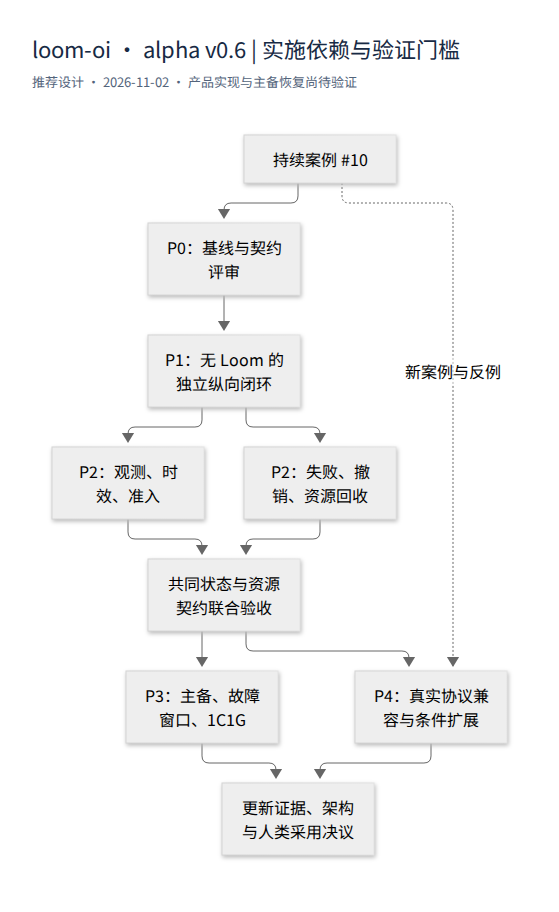 loom-oi · alpha v0.6 | 实施依赖与验证门槛
推荐设计 · 2026-11-02 · 产品实现与主备恢复尚待验证
持续案例 #10
P0：基线与契约
评审
P1：无 Loom 的
独立纵向闭环
新案例与反例
P2：观测、时
效、准入
P2：失败、撤
销、资源回收
共同状态与资源
契约联合验收
P3：主备、故障
窗口、1C1G
P4：真实协议兼
容与条件扩展
更新证据、架构
与人类采用决议